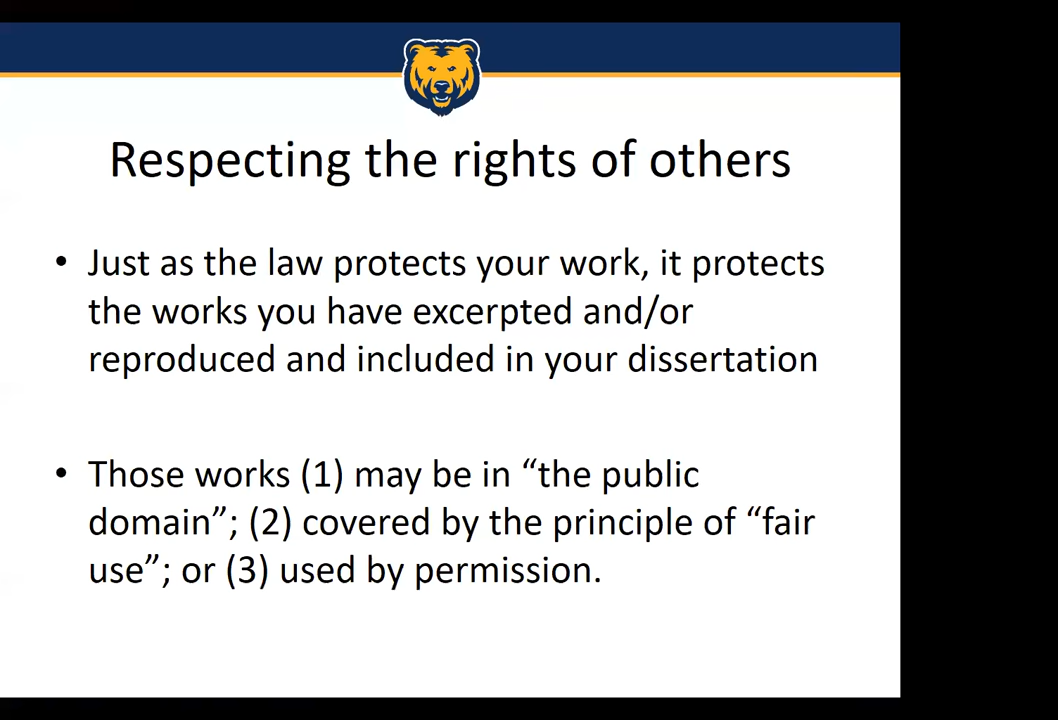 Respecting the rights of others
• Just as the law protects your work, it protects
the works you have excerpted and/or
reproduced and included in your dissertation
• Those works (1) may be in “the public
domain”; (2) covered by the principle of “fair
use”; or (3) used by permission.